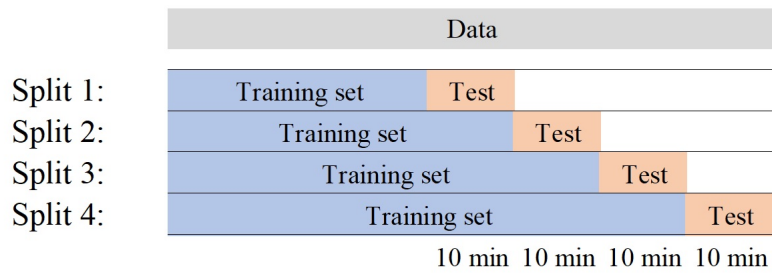 Data
Split 1: Training set Test
Split 2: Training set Test
Split 3: Training set Test
Split 4: Training set Test
10 min 10 min 10 min 10 min